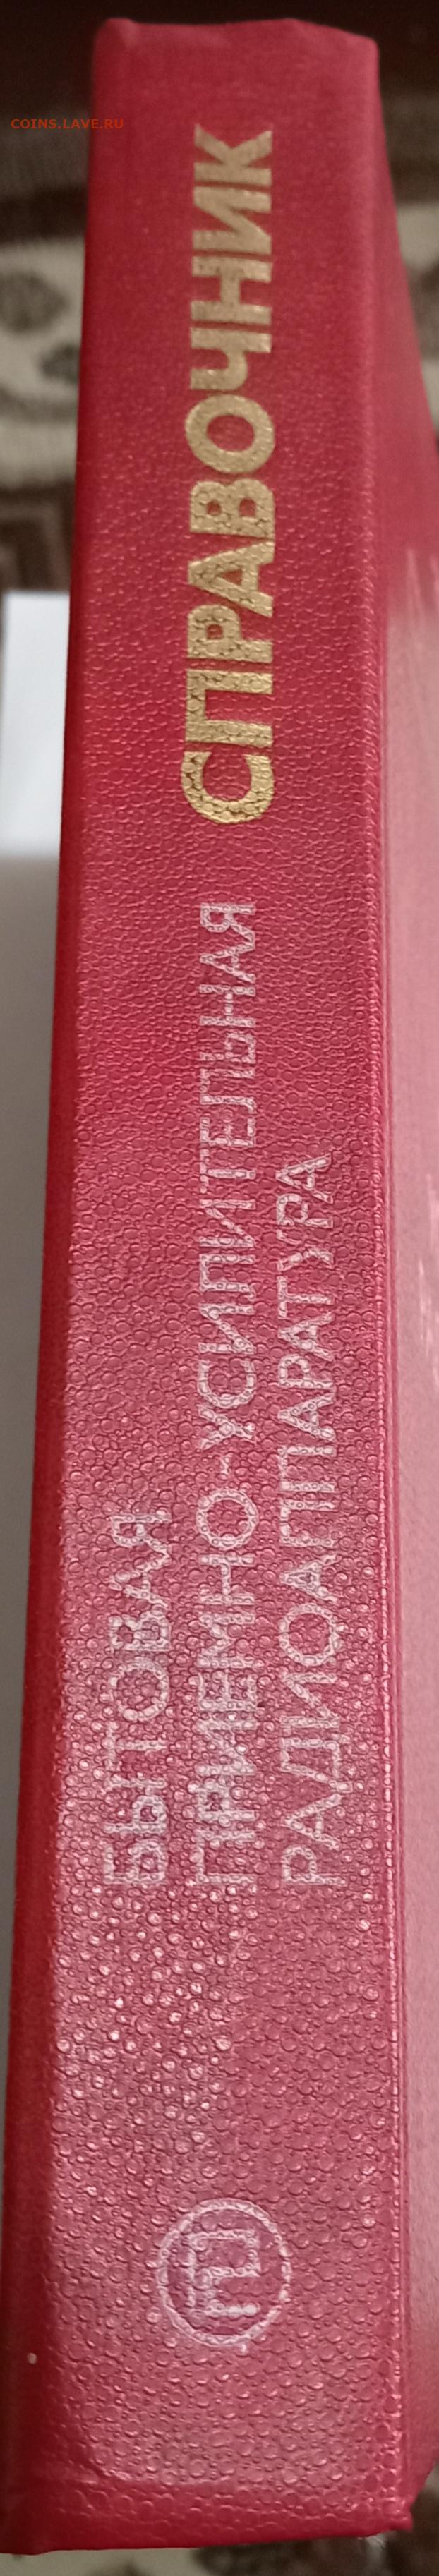 COINS.LAVE.RU
БЫТОВАЯ
ПРИЕМНО-УСИЛИТЕЛЬНАЯ
РАДИОАППАРАТУРА
СПРАВОЧНИК